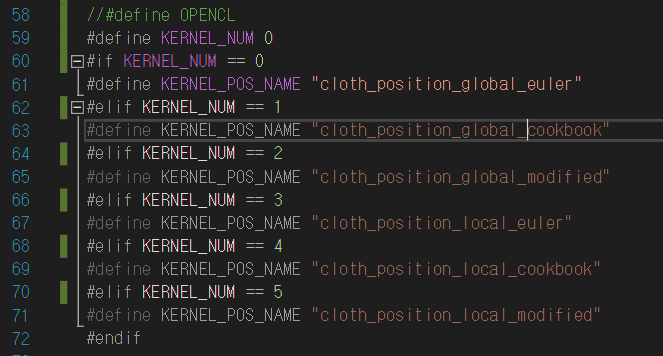 58 //#define OPENCL
59 #define KERNEL_NUM 0
60 #if KERNEL_NUM == 0
61 #define KERNEL_POS_NAME "cloth_position_global_euler"
62 #elif KERNEL_NUM == 1
63 #define KERNEL_POS_NAME "cloth_position_global_cookbook"
64 #elif KERNEL_NUM == 2
65 #define KERNEL_POS_NAME "cloth_position_global_modified"
66 #elif KERNEL_NUM == 3
67 #define KERNEL_POS_NAME "cloth_position_local_euler"
68 #elif KERNEL_NUM == 4
69 #define KERNEL_POS_NAME "cloth_position_local_cookbook"
70 #elif KERNEL_NUM == 5
71 #define KERNEL_POS_NAME "cloth_position_local_modified"
72 #endif